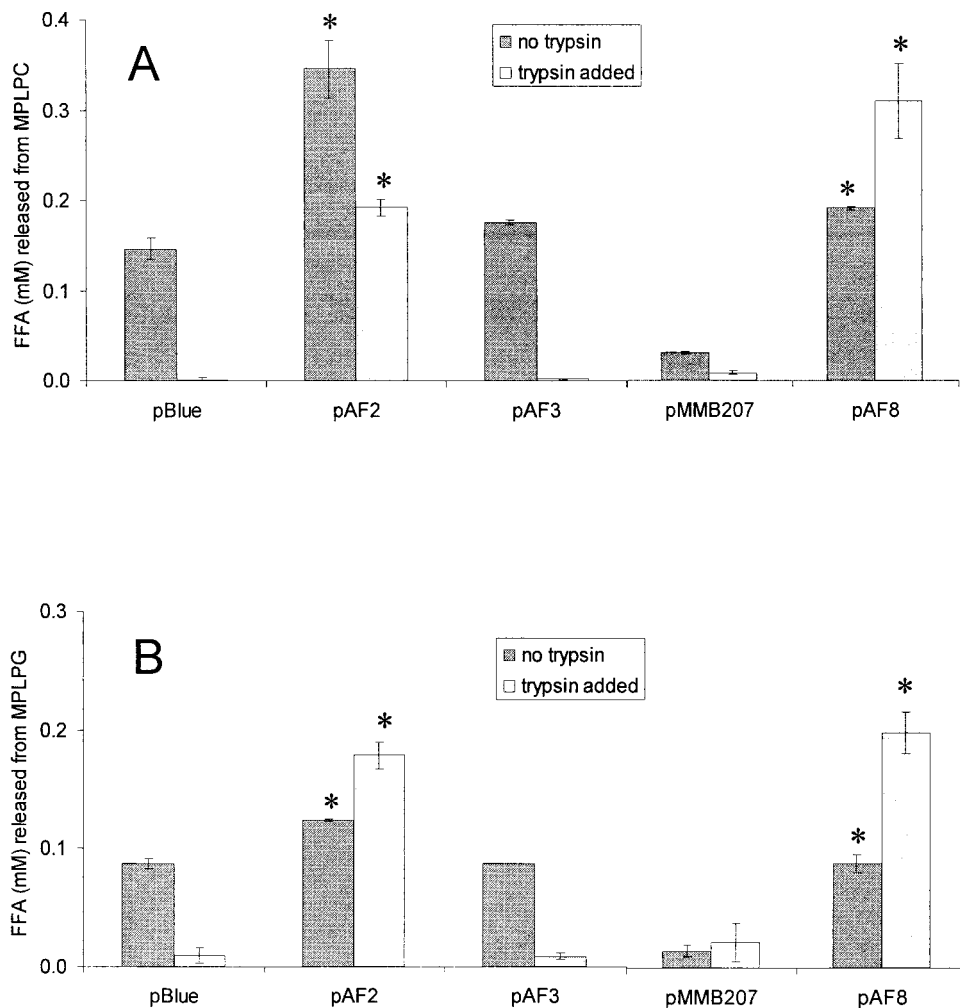 A
FFA (mM) released from MPLPC
0.4
0.3
0.2
0.1
0.0
no trypsin
trypsin added
*
*
*
*
pBlue pAF2 pAF3 pMMB207 pAF8
B
FFA (mM) released from MPLPG
0.3
0.2
0.1
0.0
no trypsin
trypsin added
*
*
*
*
pBlue pAF2 pAF3 pMMB207 pAF8